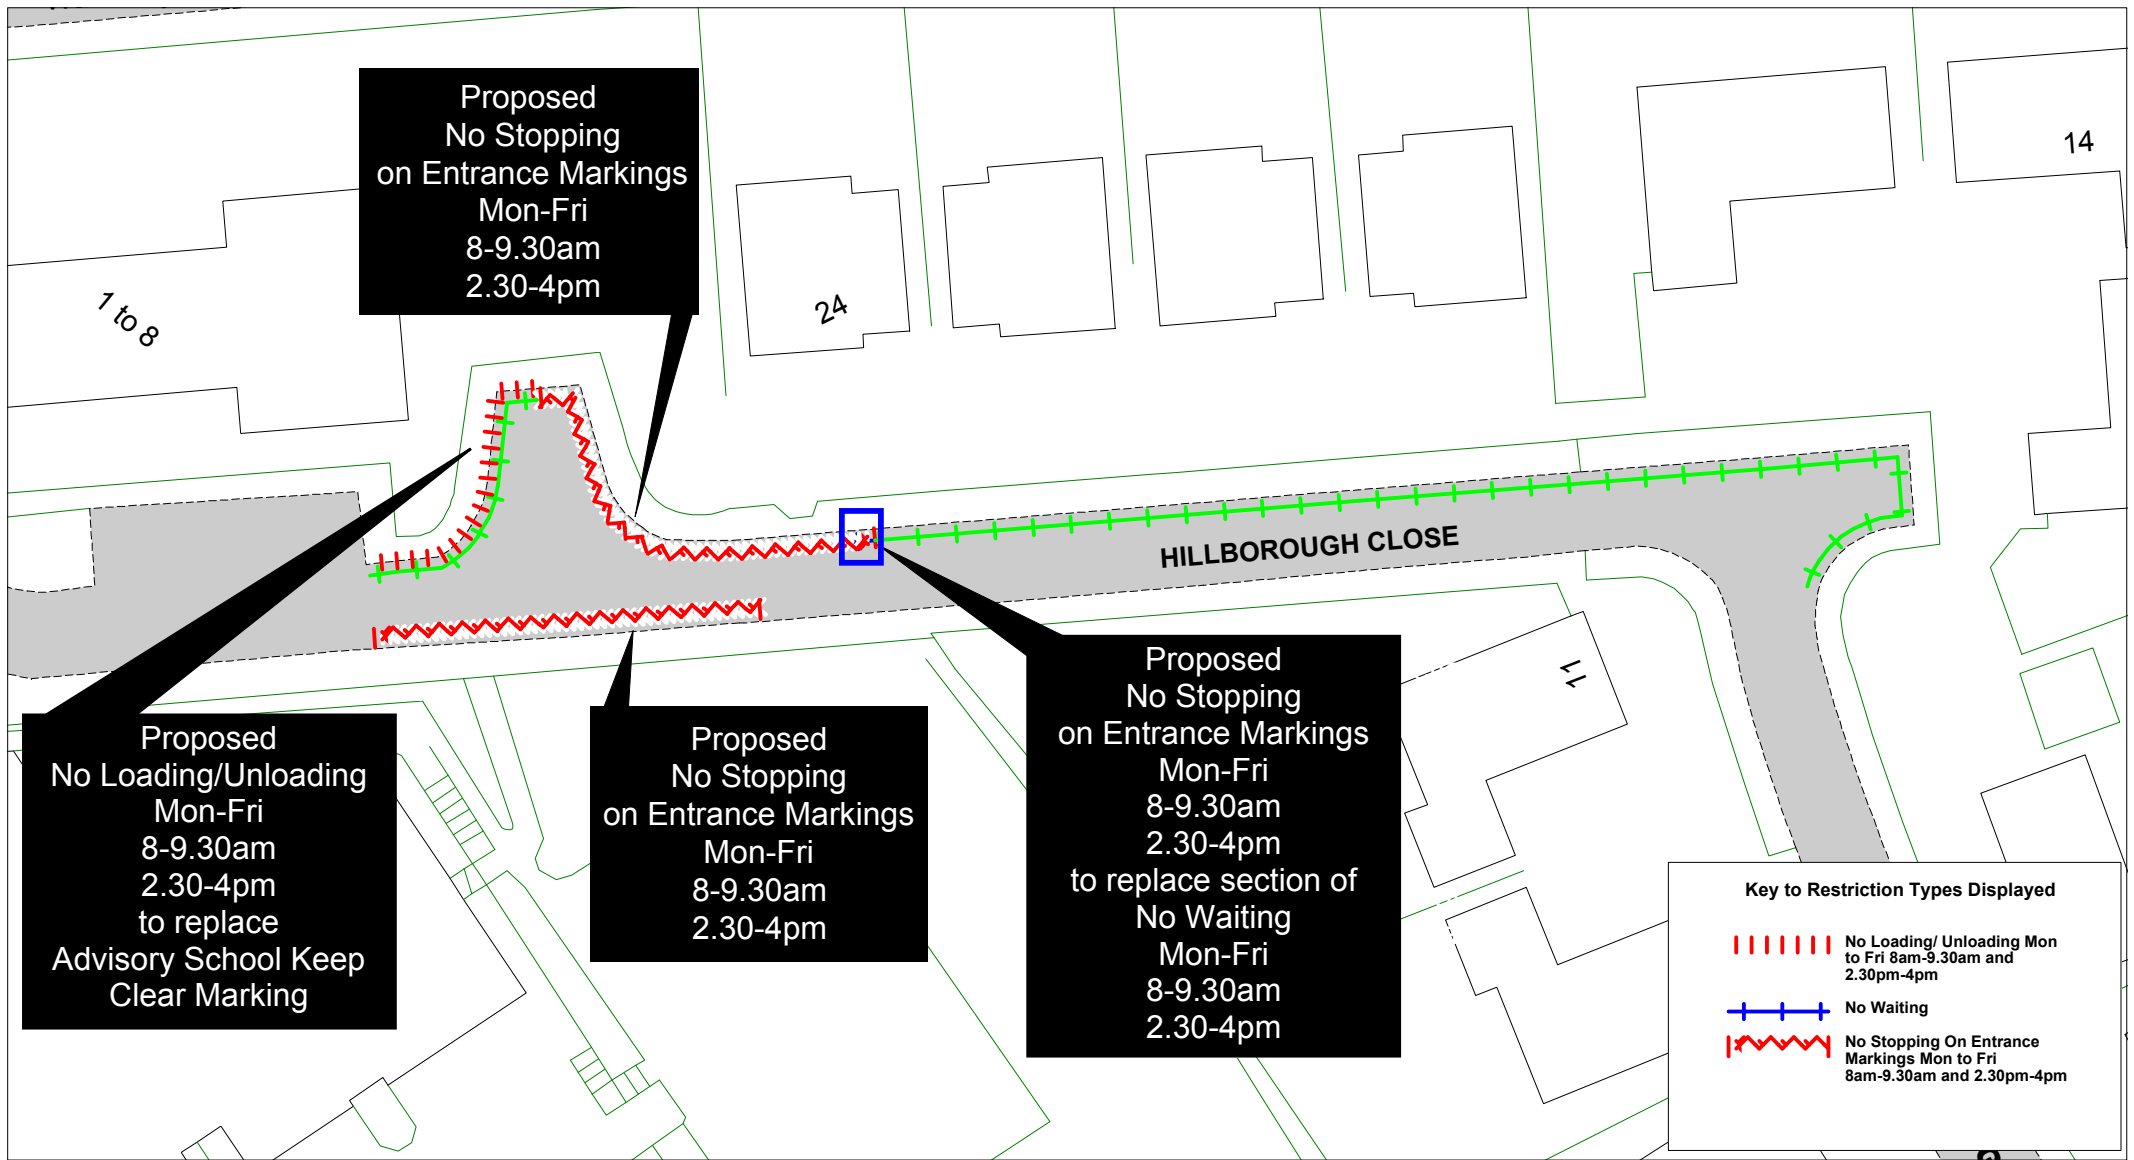 Proposed
No Stopping
on Entrance Markings
Mon-Fri
8-9.30am
2.30-4pm
14
1 to 8
24
HILLBOROUGH CLOSE
11
Proposed
No Loading/Unloading
Mon-Fri
8-9.30am
2.30-4pm
to replace
Advisory School Keep
Clear Marking
Proposed
No Stopping
on Entrance Markings
Mon-Fri
8-9.30am
2.30-4pm
Proposed
No Stopping
on Entrance Markings
Mon-Fri
8-9.30am
2.30-4pm
to replace section of
No Waiting
Mon-Fri
8-9.30am
2.30-4pm
Key to Restriction Types Displayed
No Loading/ Unloading Mon
to Fri 8am-9.30am and
2.30pm-4pm
No Waiting
No Stopping On Entrance
Markings Mon to Fri
8am-9.30am and 2.30pm-4pm